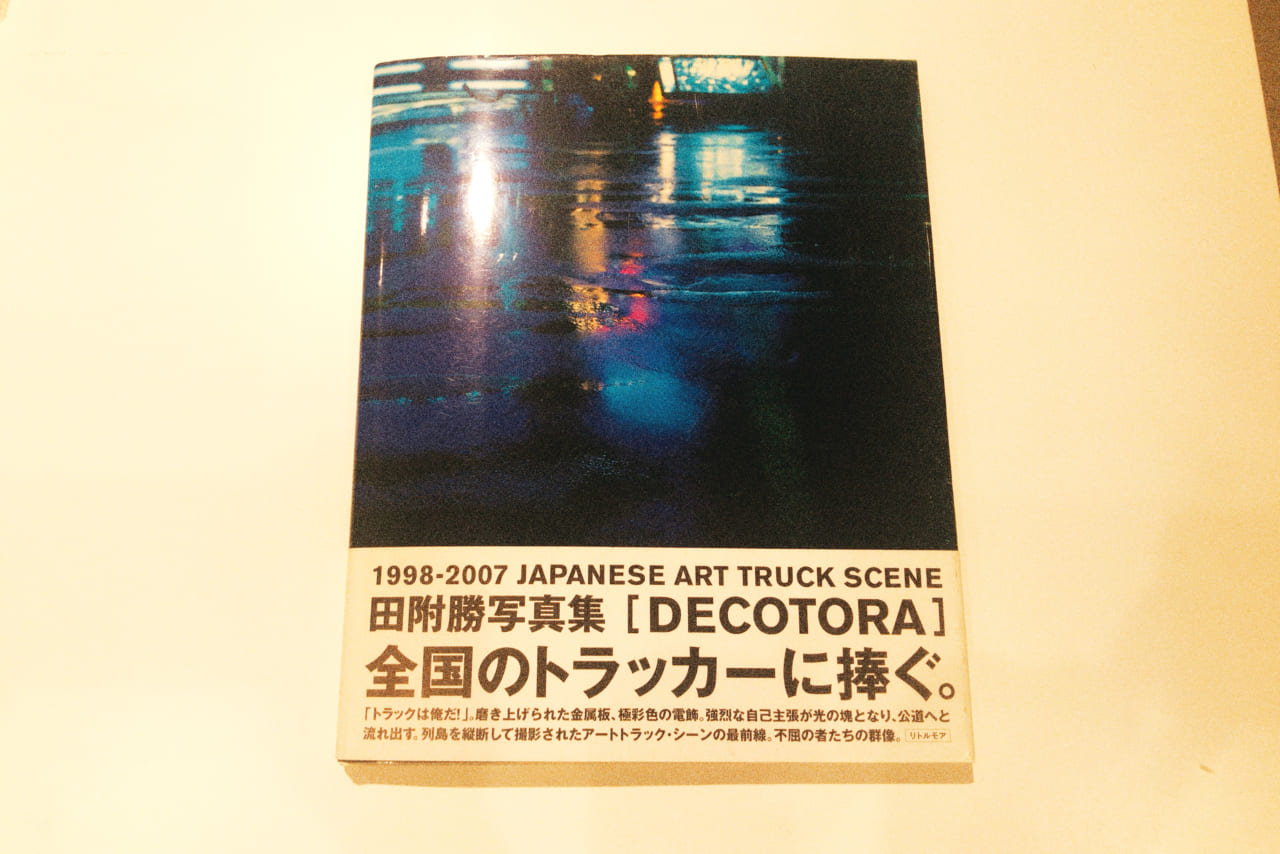 1998-2007 JAPANESE ART TRUCK SCENE
田附勝写真集［DECOTORA］
全国のトラッカーに捧ぐ。
「トラックは俺だ!」。磨き上げられた金属板、極彩色の電飾。強烈な自己主張が光の塊となり、公道へと
流れ出す。列島を縦断して撮影されたアートトラック・シーンの最前線。不屈の者たちの群像。 リトルモア